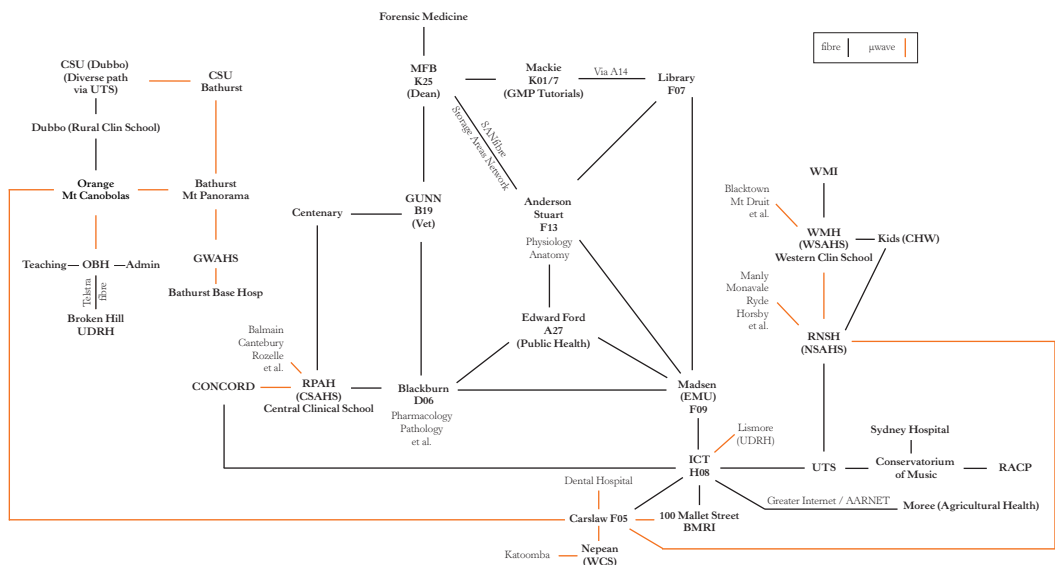 Forensic Medicine
fibre
μwave
CSU (Dubbo)
(Diverse path
via UTS)
CSU
Bathurst
MFB
K25
(Dean)
Mackie
K01/7
(GMP Tutorials)
Via A14
Library
F07
Dubbo (Rural Clin School)
SANfibre
Storage Areas Network
Orange
Mt Canobolas
Bathurst
Mt Panorama
Centenary
GUNN
B19
(Vet)
Anderson
Stuart
F13
Physiology
Anatomy
WMI
Blacktown
Mt Druit
et al.
WMH
(WSAHS)
Western Clin School
Kids (CHW)
Teaching
OBH
Admin
GWAHS
Telstra
fibre
Bathurst Base Hosp
Broken Hill
UDRH
Edward Ford
A27
(Public Health)
Manly
Monavale
Ryde
Horsby
et al.
RNSH
(NSAHS)
Balmain
Cantebury
Rozelle
et al.
CONCORD
RPAH
(CSAHS)
Central Clinical School
Blackburn
D06
Pharmacology
Pathology
et al.
Madsen
(EMU)
F09
Lismore
(UDRH)
Sydney Hospital
ICT
H08
UTS
Conservatorium
of Music
RACP
Dental Hospital
Greater Internet / AARNET
Moree (Agricultural Health)
Carslaw F05
100 Mallet Street
BMRI
Katoomba
Nepean
(WCS)